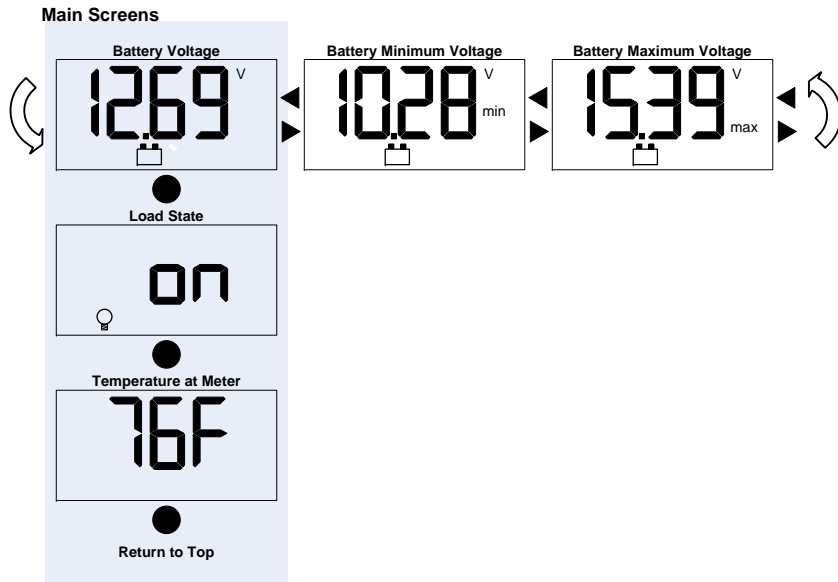 Main Screens
Battery Voltage Battery Minimum Voltage Battery Maximum Voltage
12.69 V 10.28 V min 15.39 V max
Load State
on
Temperature at Meter
76F
Return to Top